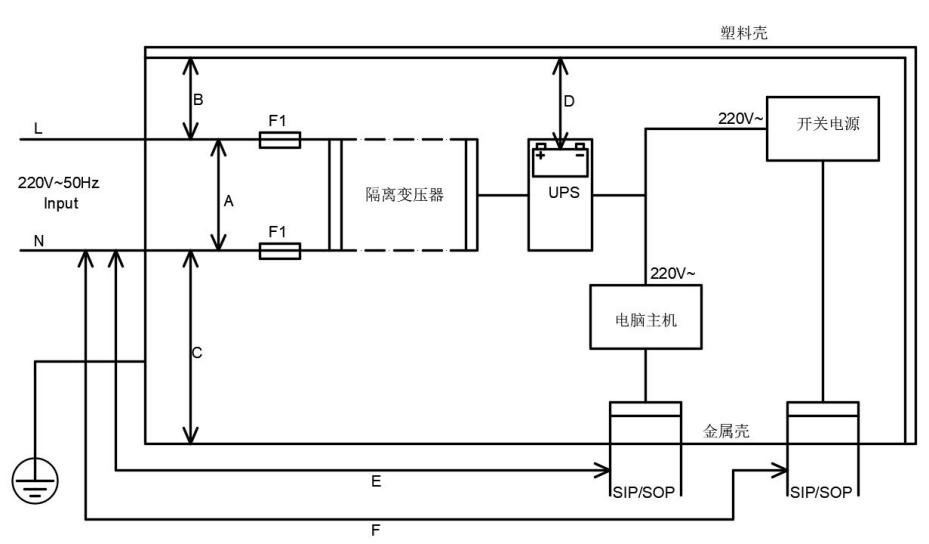 塑料壳
B
D
F1
220V~
开关电源
L
+ -
220V~50Hz
Input
A
隔离变压器
UPS
N
F1
220V~
电脑主机
C
金属壳
E
SIP/SOP
SIP/SOP
F